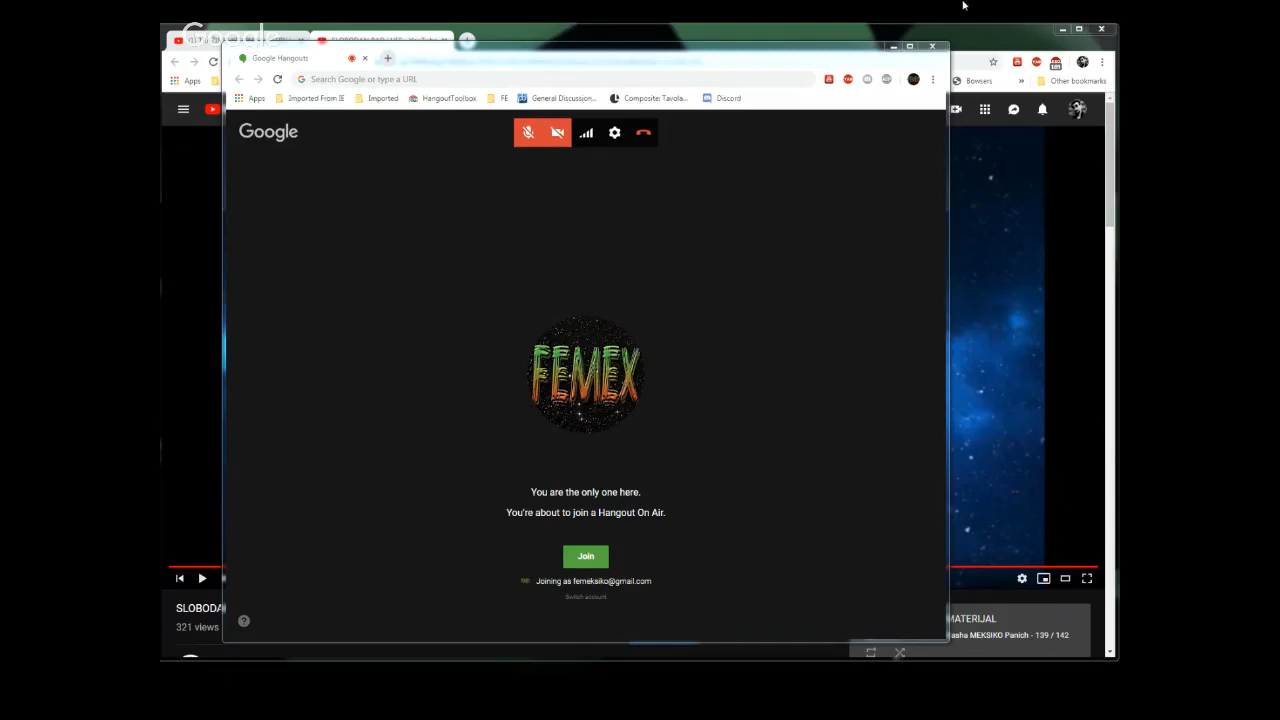 Google
Google Hangouts
Search Google or type a URL
Apps
Apps
Imported From IE
Imported
HangoutToolbox
FE
General Discussion...
Composite: Tavola...
Discord
Bowsers
»
Other bookmarks
Google
FEMEX
You are the only one here.
You're about to join a Hangout On Air.
Join
Joining as femeksiko@gmail.com
Switch account
SLOBODA
321 views
MATERIJAL
asha MEKSIKO Panich - 139 / 142